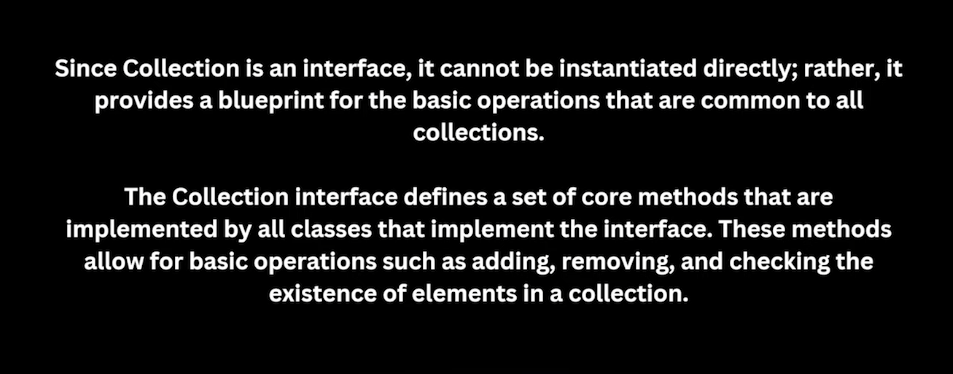 Since Collection is an interface, it cannot be instantiated directly; rather, it
provides a blueprint for the basic operations that are common to all
collections.
The Collection interface defines a set of core methods that are
implemented by all classes that implement the interface. These methods
allow for basic operations such as adding, removing, and checking the
existence of elements in a collection.